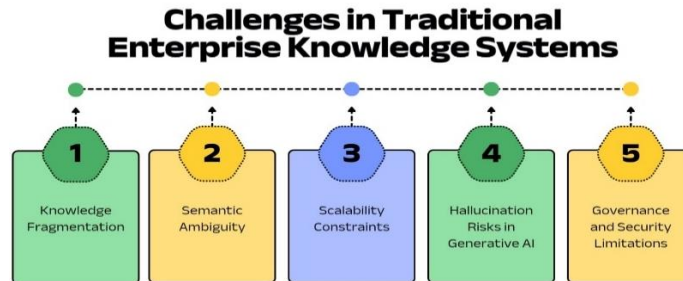 Challenges in Traditional
Enterprise Knowledge Systems
1
2
3
4
5
Knowledge
Fragmentation
Semantic
Ambiguity
Scalability
Constraints
Hallucination
Risks in
Generative AI
Governance
and Security
Limitations